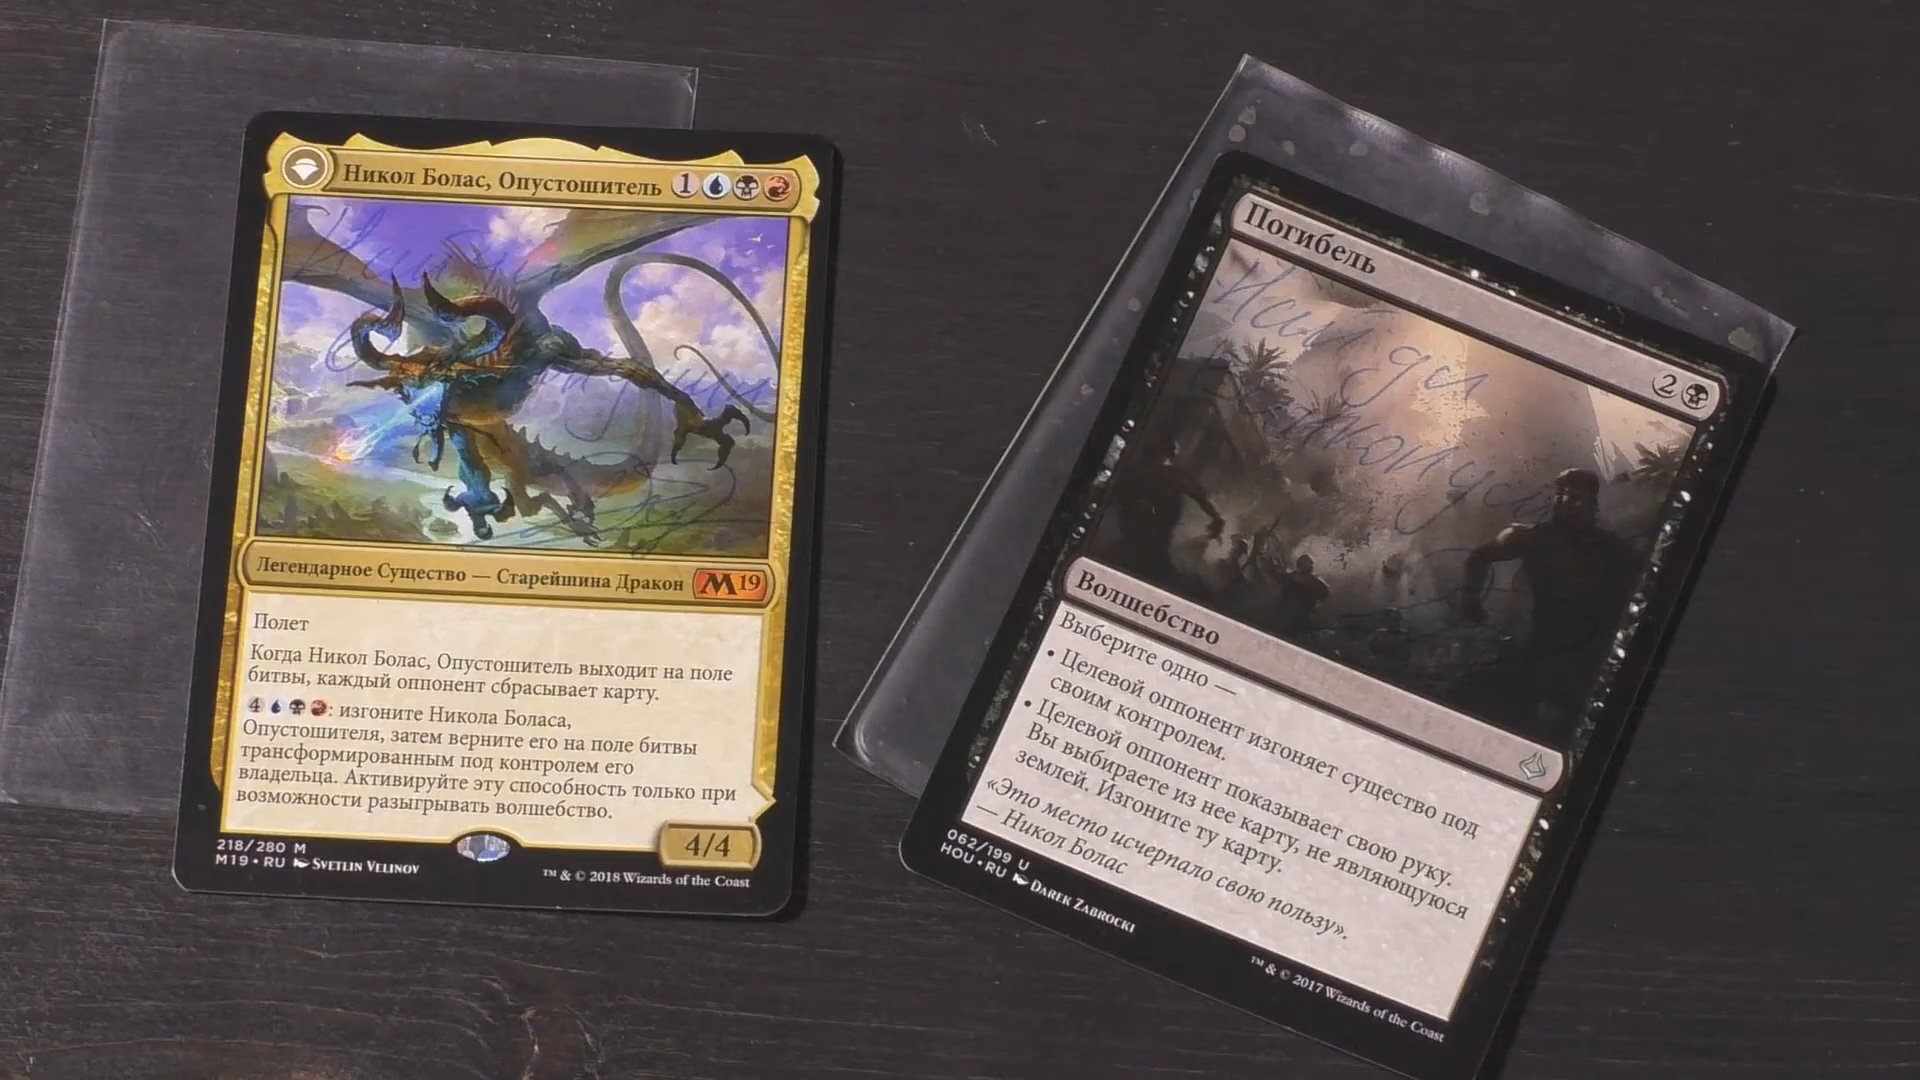 Никол Болас, Опустошитель 1
Легендарное Существо — Старейшина Дракон M19
Полет
Когда Никол Болас, Опустошитель выходит на поле
битвы, каждый оппонент сбрасывает карту.
4 : изгоните Никола Боласа,
Опустошителя, затем верните его на поле битвы
трансформированным под контролем его
владельца. Активируйте эту способность только при
возможности разыгрывать волшебство.
4/4
218/280 M
M19 • RU Svetlin Velinov
™ & © 2018 Wizards of the Coast
Погибель
2
Волшебство
Выберите одно —
• Целевой оппонент изгоняет существо под
своим контролем.
• Целевой оппонент показывает свою руку.
Вы выбираете из нее карту, не являющуюся
землей. Изгоните ту карту.
«Это место исчерпало свою пользу».
— Никол Болас
062/199 U
HOU • RU Darek Zabrocki
™ & © 2017 Wizards of the Coast